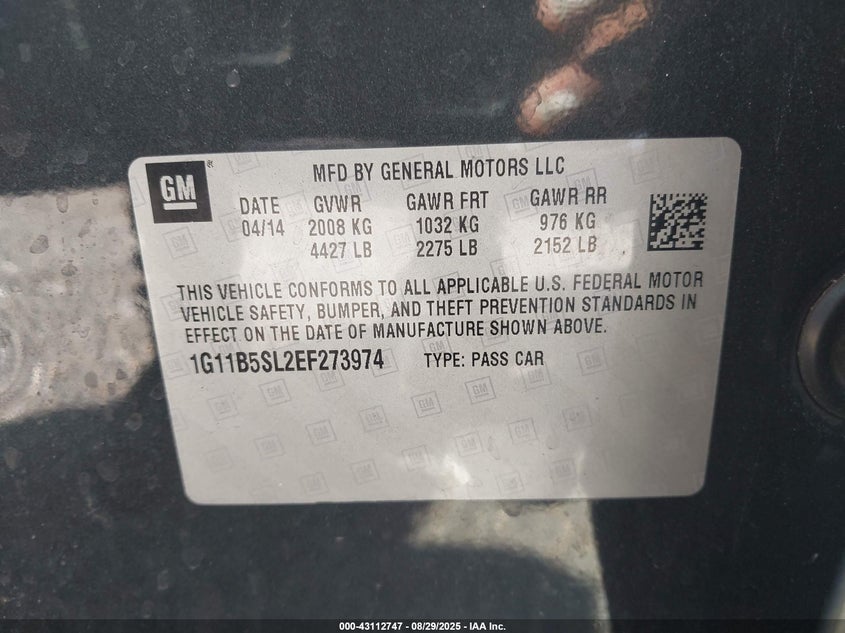 GM
MFD BY GENERAL MOTORS LLC
DATE GVWR GAWR FRT GAWR RR
04/14 2008 KG 1032 KG 976 KG
4427 LB 2275 LB 2152 LB
THIS VEHICLE CONFORMS TO ALL APPLICABLE U.S. FEDERAL MOTOR
VEHICLE SAFETY, BUMPER, AND THEFT PREVENTION STANDARDS IN
EFFECT ON THE DATE OF MANUFACTURE SHOWN ABOVE.
1G11B5SL2EF273974 TYPE: PASS CAR
000-43112747 - 08/29/2025 - IAA Inc.